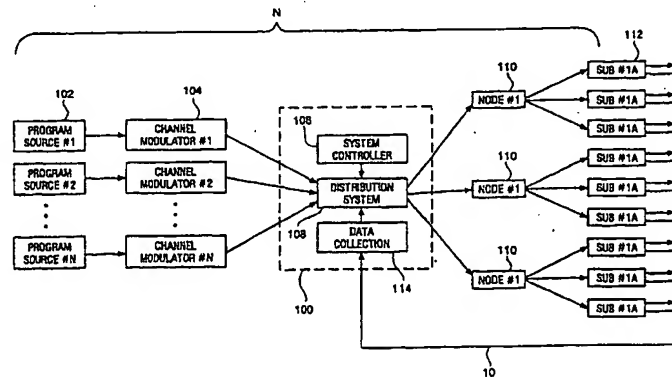 N
102
104
110
112
PROGRAM
SOURCE #1
CHANNEL
MODULATOR #1
PROGRAM
SOURCE #2
CHANNEL
MODULATOR #2
PROGRAM
SOURCE #N
CHANNEL
MODULATOR #N
108
SYSTEM
CONTROLLER
DISTRIBUTION
SYSTEM
108
DATA
COLLECTION
114
100
NODE #1
110
NODE #1
110
NODE #1
SUB #1A
SUB #1A
SUB #1A
SUB #1A
SUB #1A
SUB #1A
SUB #1A
SUB #1A
SUB #1A
10